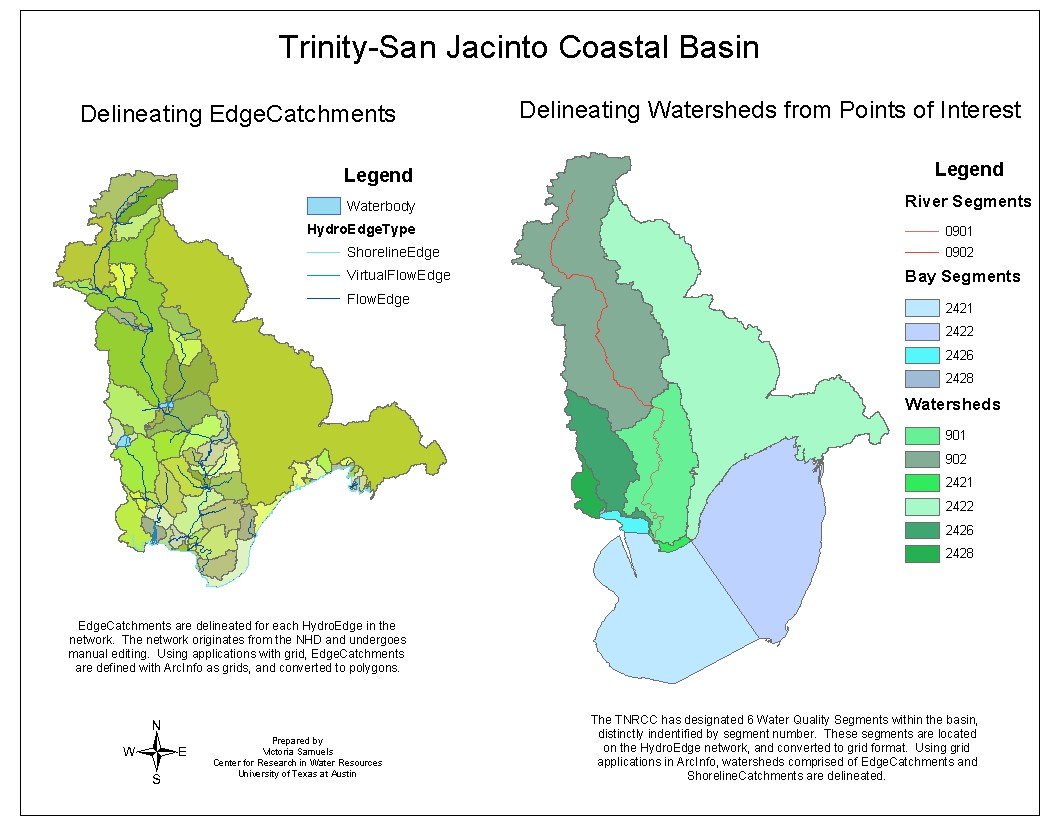 Trinity-San Jacinto Coastal Basin
Delineating EdgeCatchments
Legend
Waterbody
HydroEdgeType
ShorelineEdge
VirtualFlowEdge
FlowEdge
EdgeCatchments are delineated for each HydroEdge in the
network. The network originates from the NHD and undergoes
manual editing. Using applications with grid, EdgeCatchments
are defined with ArcInfo as grids, and converted to polygons.
N
W E
S
Prepared by
Victoria Samuels
Center for Research in Water Resources
University of Texas at Austin
Delineating Watersheds from Points of Interest
Legend
River Segments
0901
0902
Bay Segments
2421
2422
2426
2428
Watersheds
901
902
2421
2422
2426
2428
The TNRCC has designated 6 Water Quality Segments within the basin,
distinctly indentified by segment number. These segments are located
on the HydroEdge network, and converted to grid format. Using grid
applications in ArcInfo, watersheds comprised of EdgeCatchments and
ShorelineCatchments are delineated.